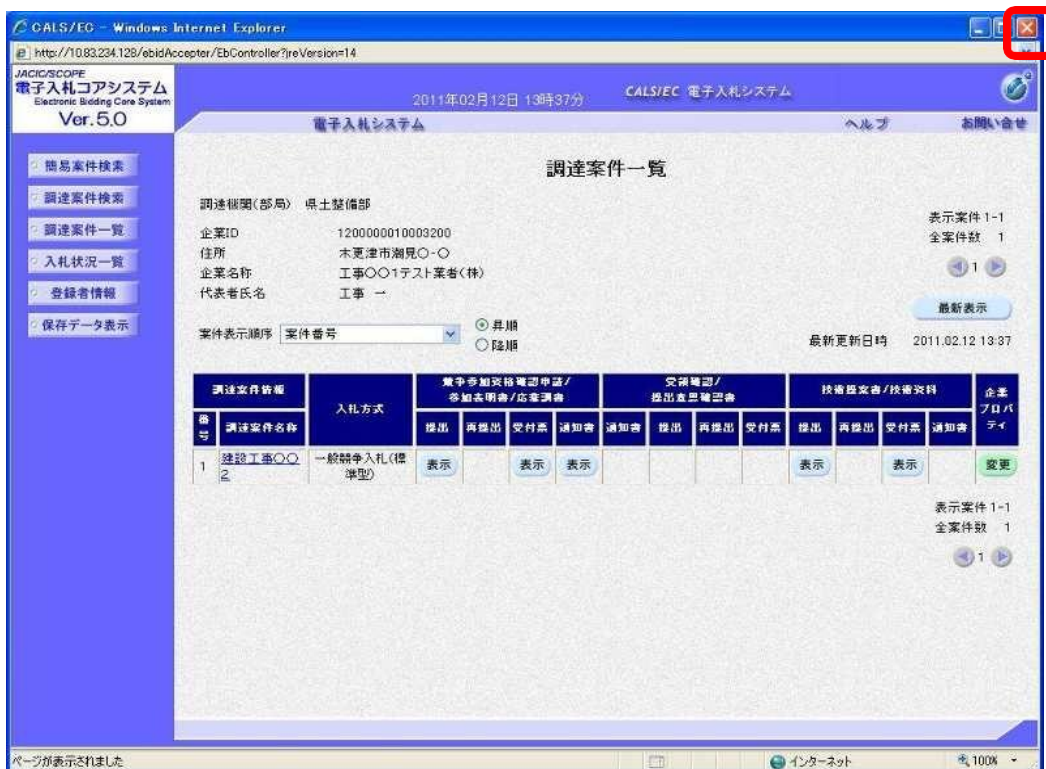 CALS/EC - Windows Internet Explorer
http://10.83.234.128/ebidAccepter/EbController?jreVersion=14
JACIC/SCOPE
電子入札コアシステム
Electronic Bidding Core System
Ver.5.0
2011年02月12日 13時37分
CALS/EC 電子入札システム
電子入札システム
ヘルプ
お問い合せ
簡易案件検索
調達案件検索
調達案件一覧
入札状況一覧
登録者情報
保存データ表示
調達案件一覧
調達機関(部局) 県土整備部
企業ID 1200000010003200
住所 木更津市潮見○-○
企業名称 工事○○1テスト業者(株)
代表者氏名 工事 一
表示案件 1-1
全案件数 1
1
最新表示
案件表示順序 案件番号
昇順
降順
最新更新日時 2011.02.12 13:37
調達案件情報
入札方式
競争参加資格確認申請/
参加表明書/応募調書
受領確認/
提出意思確認書
技術提案書/技術資料
企業プロパティ
番号 調達案件名称 提出 再提出 受付票 通知書 通知書 提出 再提出 受付票 提出 再提出 受付票 通知書
1 建設工事○○2 一般競争入札(標準型) 表示 表示 表示 表示 表示 変更
表示案件 1-1
全案件数 1
1
ページが表示されました
インターネット
100%